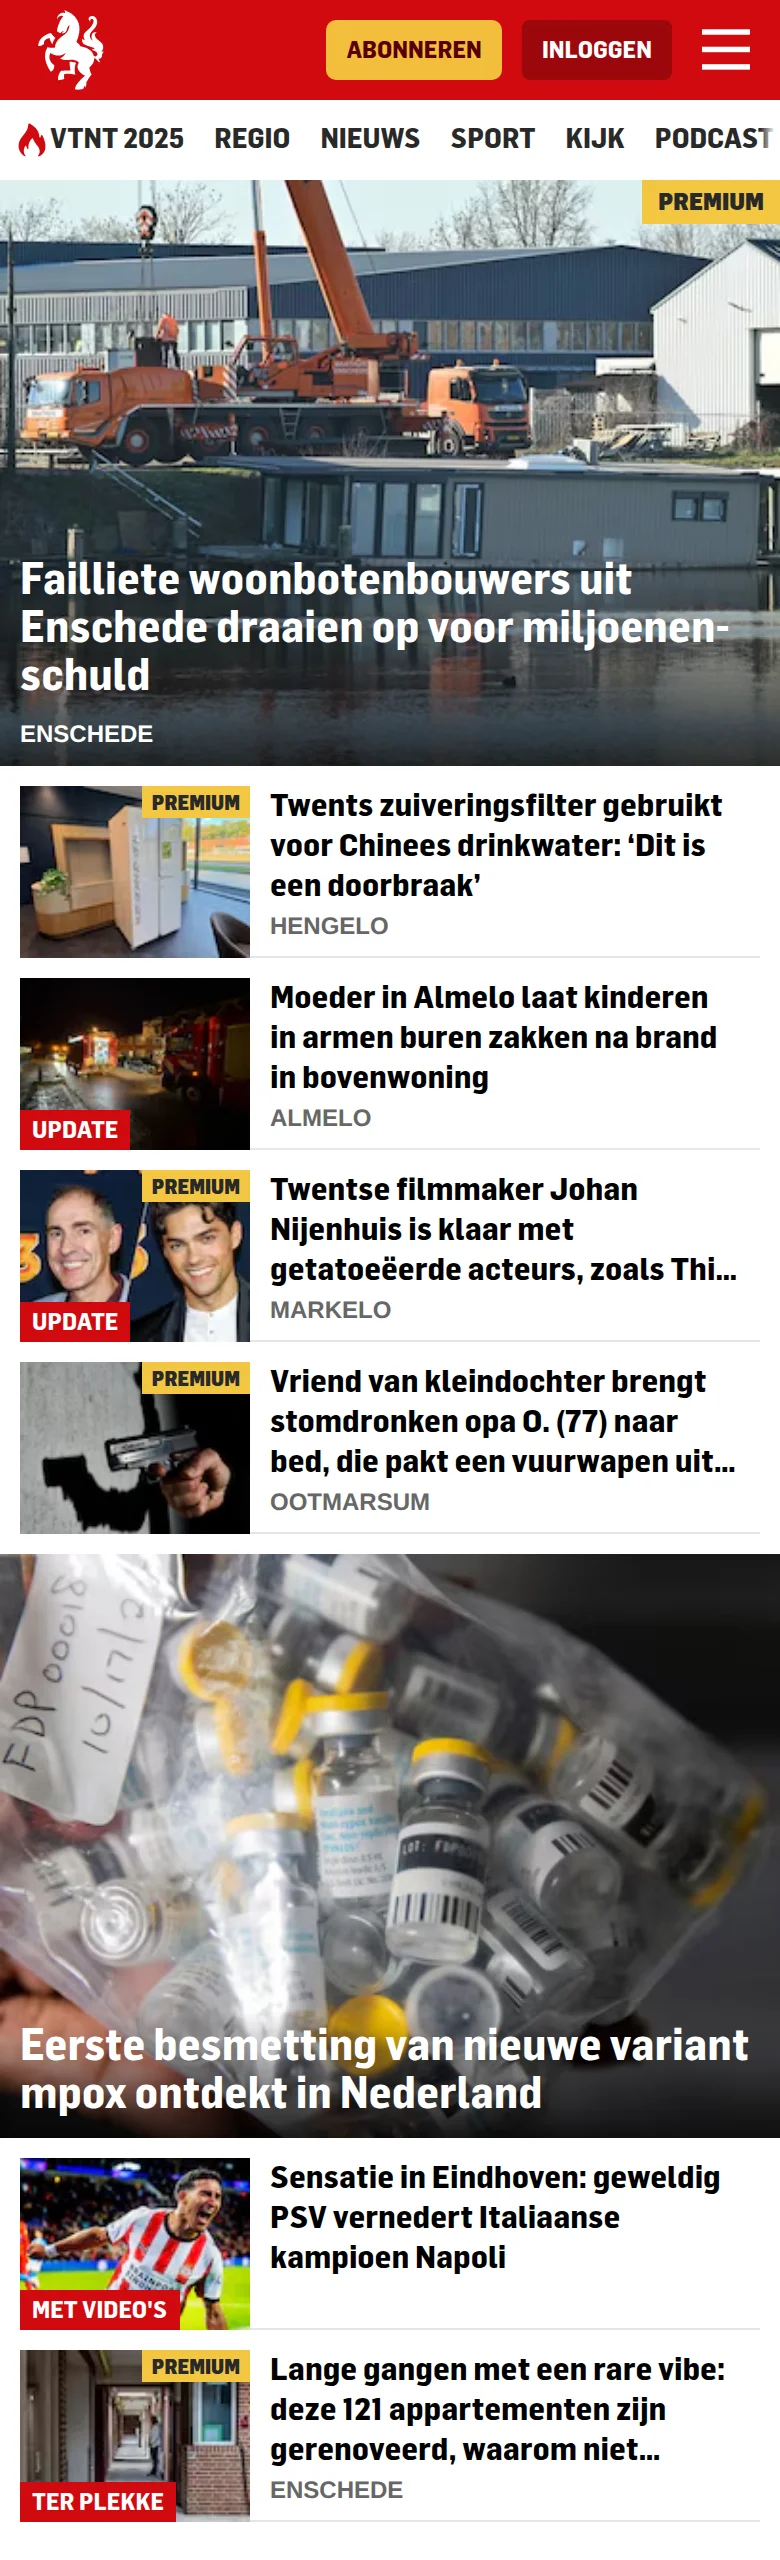 ABONNEREN
INLOGGEN
VTNT 2025 REGIO NIEUWS SPORT KIJK PODCAST
PREMIUM
Failliete woonbotenbouwers uit
Enschede draaien op voor miljoenen-
schuld
ENSCHEDE
PREMIUM
Twents zuiveringsfilter gebruikt
voor Chinees drinkwater: ‘Dit is
een doorbraak’
HENGELO
UPDATE
Moeder in Almelo laat kinderen
in armen buren zakken na brand
in bovenwoning
ALMELO
PREMIUM
UPDATE
Twentse filmmaker Johan
Nijenhuis is klaar met
getatoeëerde acteurs, zoals Thi...
MARKELO
PREMIUM
Vriend van kleindochter brengt
stomdronken opa O. (77) naar
bed, die pakt een vuurwapen uit...
OOTMARSUM
FDP 00018
10/17/2
LOT: FDP00
Eerste besmetting van nieuwe variant
mpox ontdekt in Nederland
MET VIDEO'S
Sensatie in Eindhoven: geweldig
PSV vernedert Italiaanse
kampioen Napoli
PREMIUM
TER PLEKKE
Lange gangen met een rare vibe:
deze 121 appartementen zijn
gerenoveerd, waarom niet...
ENSCHEDE